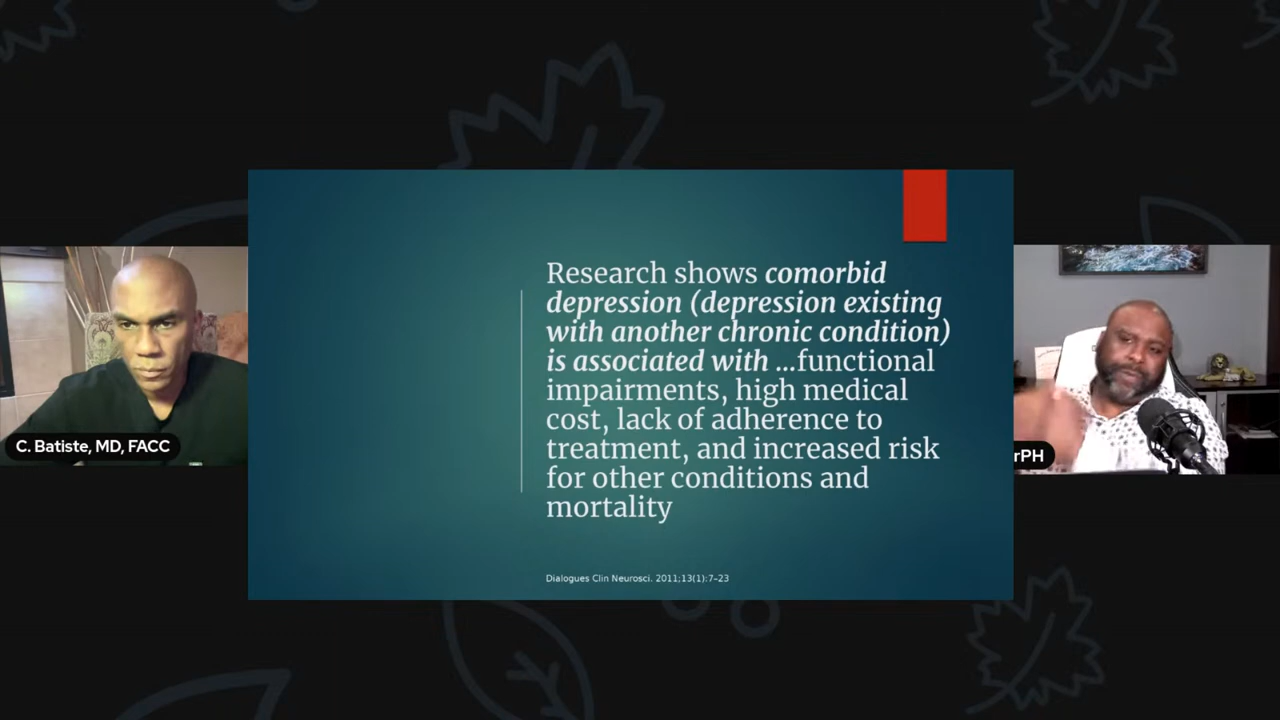 Research shows comorbid
depression (depression existing
with another chronic condition)
is associated with ...functional
impairments, high medical
cost, lack of adherence to
treatment, and increased risk
for other conditions and
mortality
Dialogues Clin Neurosci. 2011;13(1):7–23
C. Batiste, MD, FACC
rPH